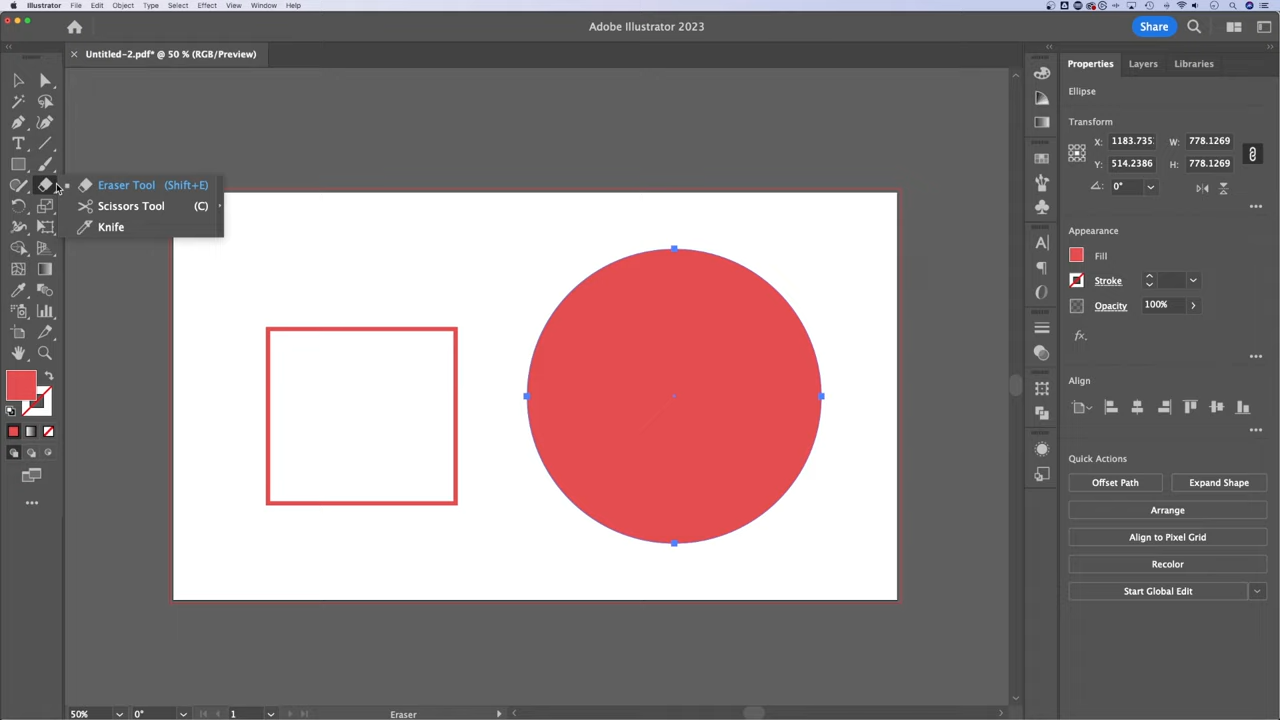 Illustrator File Edit Object Type Select Effect View Window Help
Adobe Illustrator 2023
Share
× Untitled-2.pdf* @ 50 % (RGB/Preview)
Properties Layers Libraries
Ellipse
Transform
X: 1183.735 W: 778.1269
Y: 514.2386 H: 778.1269
0°
Eraser Tool (Shift+E)
Scissors Tool (C)
Knife
Appearance
Fill
Stroke
Opacity 100%
fx.
Align
Quick Actions
Offset Path Expand Shape
Arrange
Align to Pixel Grid
Recolor
Start Global Edit
50% 0° 1 Eraser